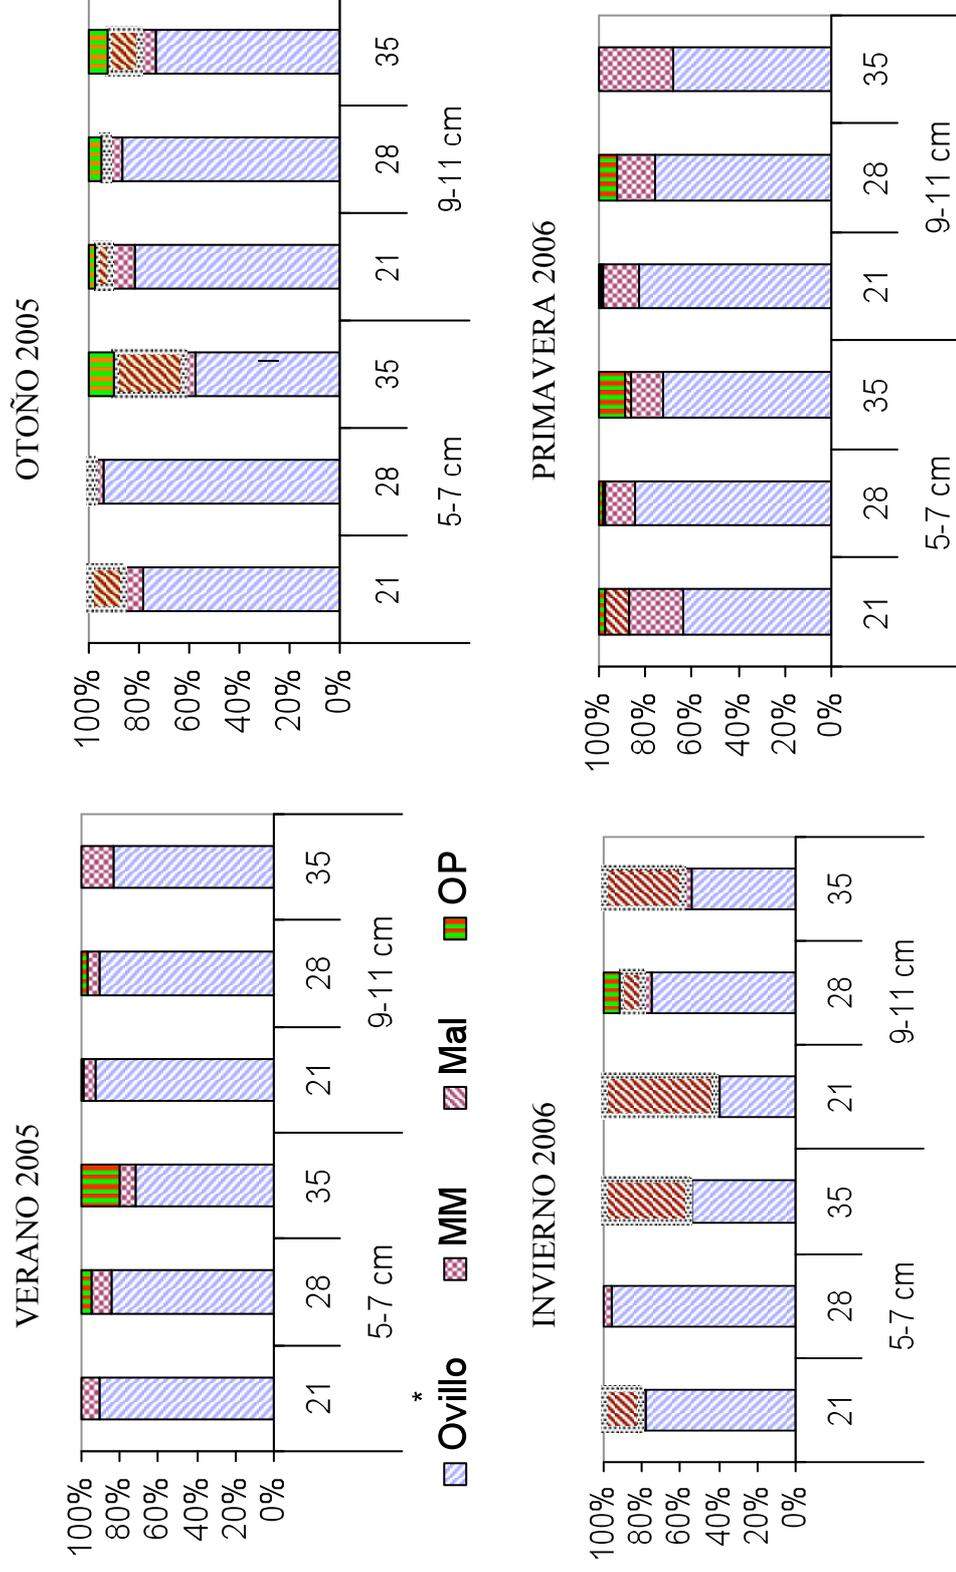 VERANO 2005
100%
80%
60%
40%
20%
0%
21 28 35 21 28 35
5-7 cm 9-11 cm
*
Ovillo MM Mal OP
OTOÑO 2005
100%
80%
60%
40%
20%
0%
21 28 35 21 28 35
5-7 cm 9-11 cm
INVIERNO 2006
100%
80%
60%
40%
20%
0%
21 28 35 21 28 35
5-7 cm 9-11 cm
PRIMAVERA 2006
100%
80%
60%
40%
20%
0%
21 28 35 21 28 35
5-7 cm 9-11 cm